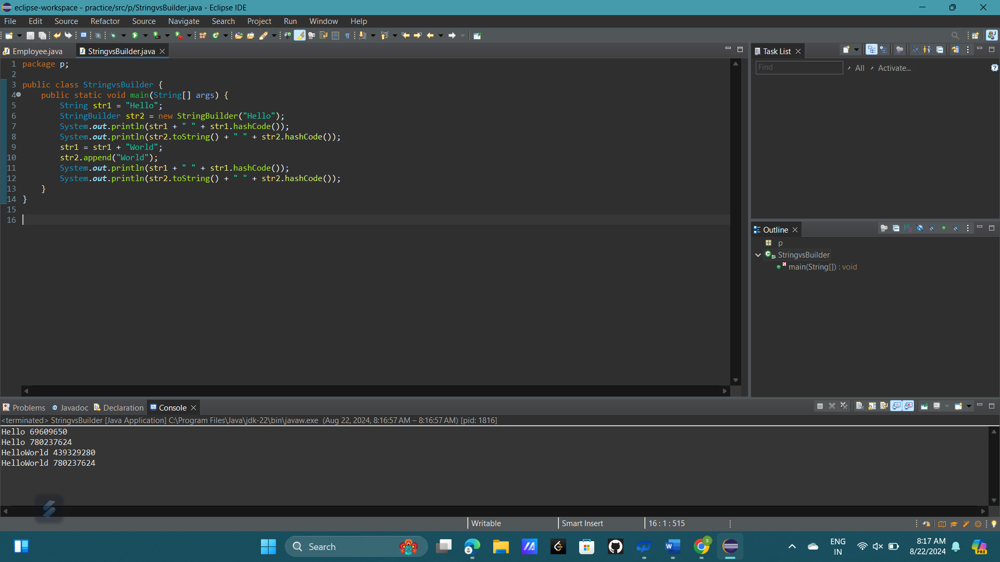 eclipse-workspace - practice/src/p/StringvsBuilder.java - Eclipse IDE
File Edit Source Refactor Source Navigate Search Project Run Window Help
Employee.java StringvsBuilder.java
1 package p;
2
3 public class StringvsBuilder {
4 public static void main(String[] args) {
5 String str1 = "Hello";
6 StringBuilder str2 = new StringBuilder("Hello");
7 System.out.println(str1 + " " + str1.hashCode());
8 System.out.println(str2.toString() + " " + str2.hashCode());
9 str1 = str1 + "World";
10 str2.append("World");
11 System.out.println(str1 + " " + str1.hashCode());
12 System.out.println(str2.toString() + " " + str2.hashCode());
13 }
14 }
15
16
Task List
Find All Activate...
Outline
p
StringvsBuilder
main(String[]) : void
Problems Javadoc Declaration Console
<terminated> StringvsBuilder [Java Application] C:\Program Files\Java\jdk-22\bin\javaw.exe (Aug 22, 2024, 8:16:57 AM – 8:16:57 AM) [pid: 1816]
Hello 69609650
Hello 780237624
HelloWorld 439329280
HelloWorld 780237624
Writable Smart Insert 16 : 1 : 515
Search
ENG
IN
8:17 AM
8/22/2024
PRE